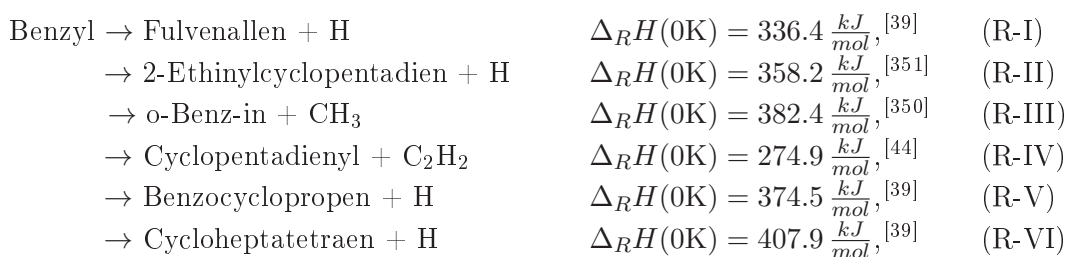 Benzyl → Fulvenallen + H Δ_RH(0K) = 336.4 kJ/mol,[39] (R-I)
→ 2-Ethinylcyclopentadien + H Δ_RH(0K) = 358.2 kJ/mol,[351] (R-II)
→ o-Benz-in + CH₃ Δ_RH(0K) = 382.4 kJ/mol,[350] (R-III)
→ Cyclopentadienyl + C₂H₂ Δ_RH(0K) = 274.9 kJ/mol,[44] (R-IV)
→ Benzocyclopropen + H Δ_RH(0K) = 374.5 kJ/mol,[39] (R-V)
→ Cycloheptatetraen + H Δ_RH(0K) = 407.9 kJ/mol,[39] (R-VI)